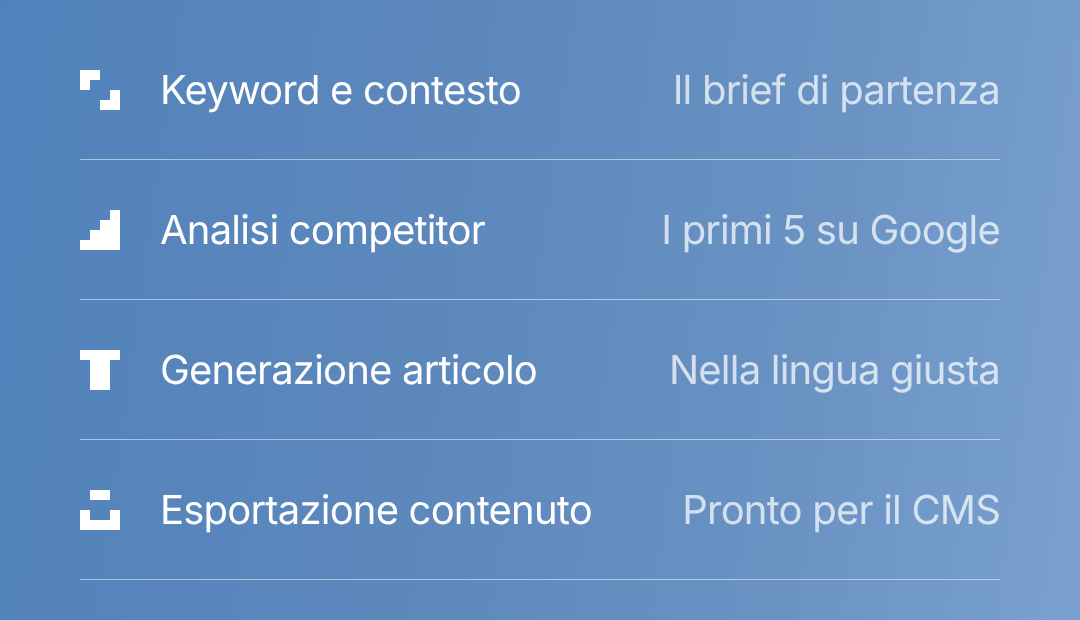 Keyword e contesto Il brief di partenza
Analisi competitor I primi 5 su Google
Generazione articolo Nella lingua giusta
Esportazione contenuto Pronto per il CMS